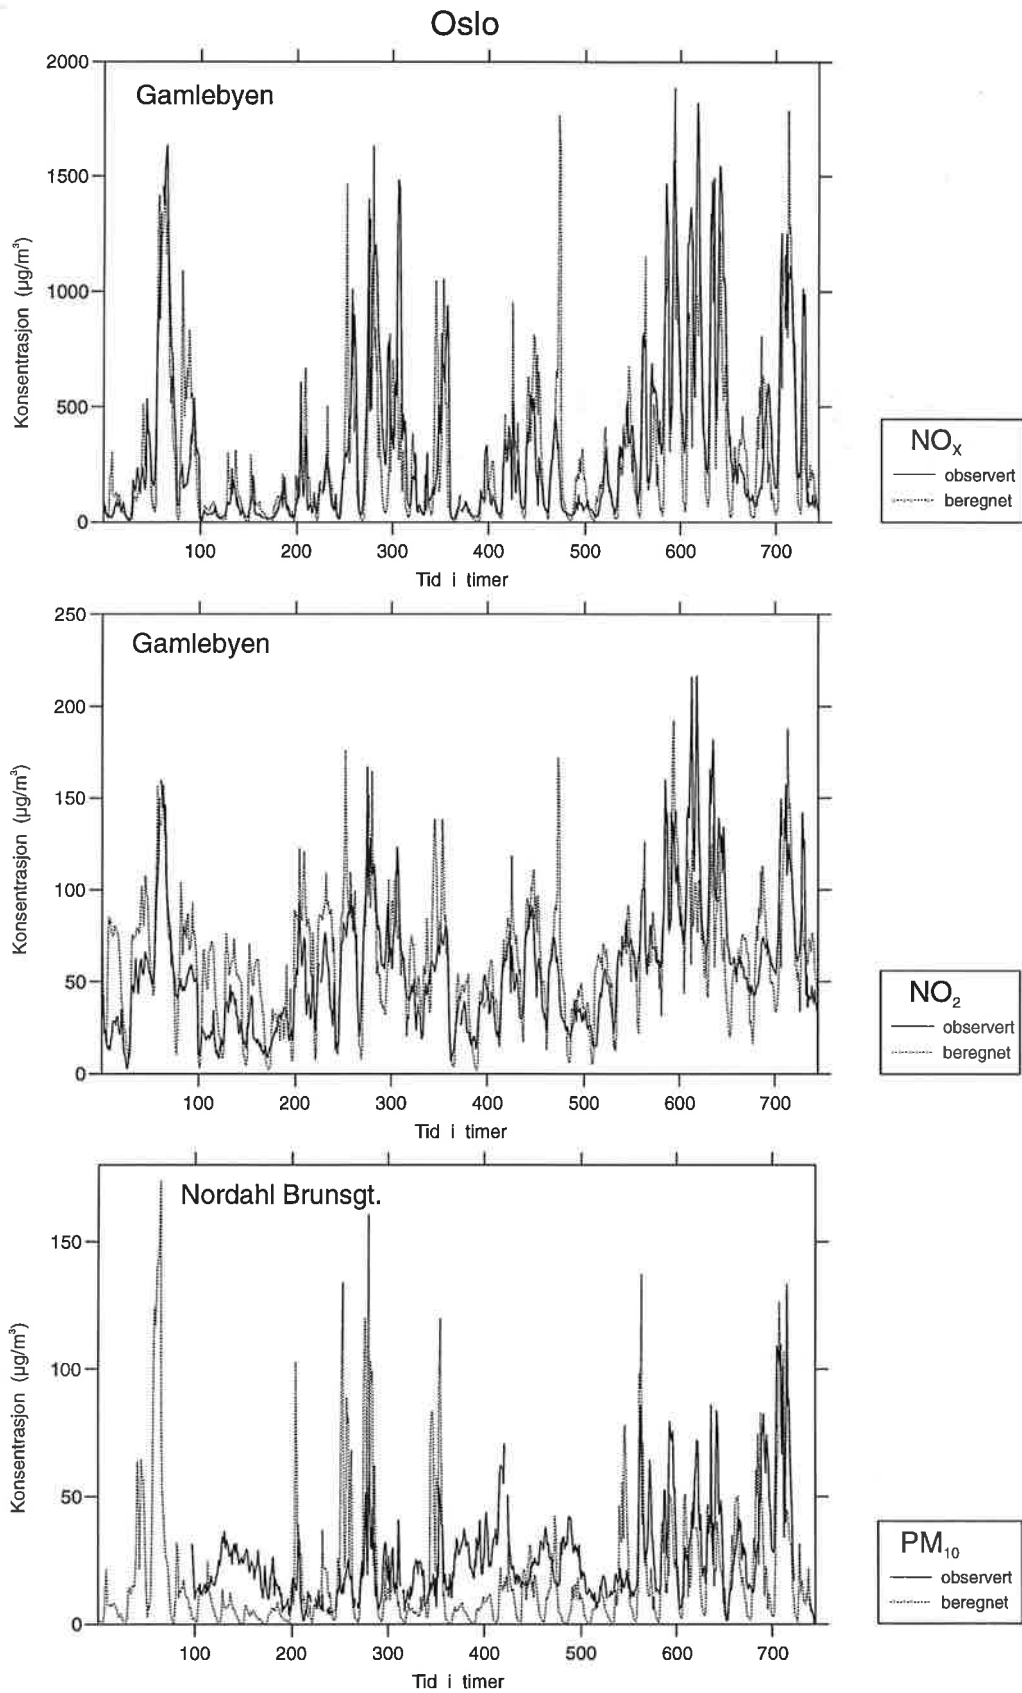 Oslo
Gamlebyen
2000
1500
1000
500
0
Konsentrasjon (µg/m³)
100 200 300 400 500 600 700
Tid i timer
NOₓ
observert
beregnet
Gamlebyen
250
200
150
100
50
0
Konsentrasjon (µg/m³)
100 200 300 400 500 600 700
Tid i timer
NO₂
observert
beregnet
Nordahl Brunsgt.
150
100
50
0
Konsentrasjon (µg/m³)
100 200 300 400 500 600 700
Tid i timer
PM₁₀
observert
beregnet